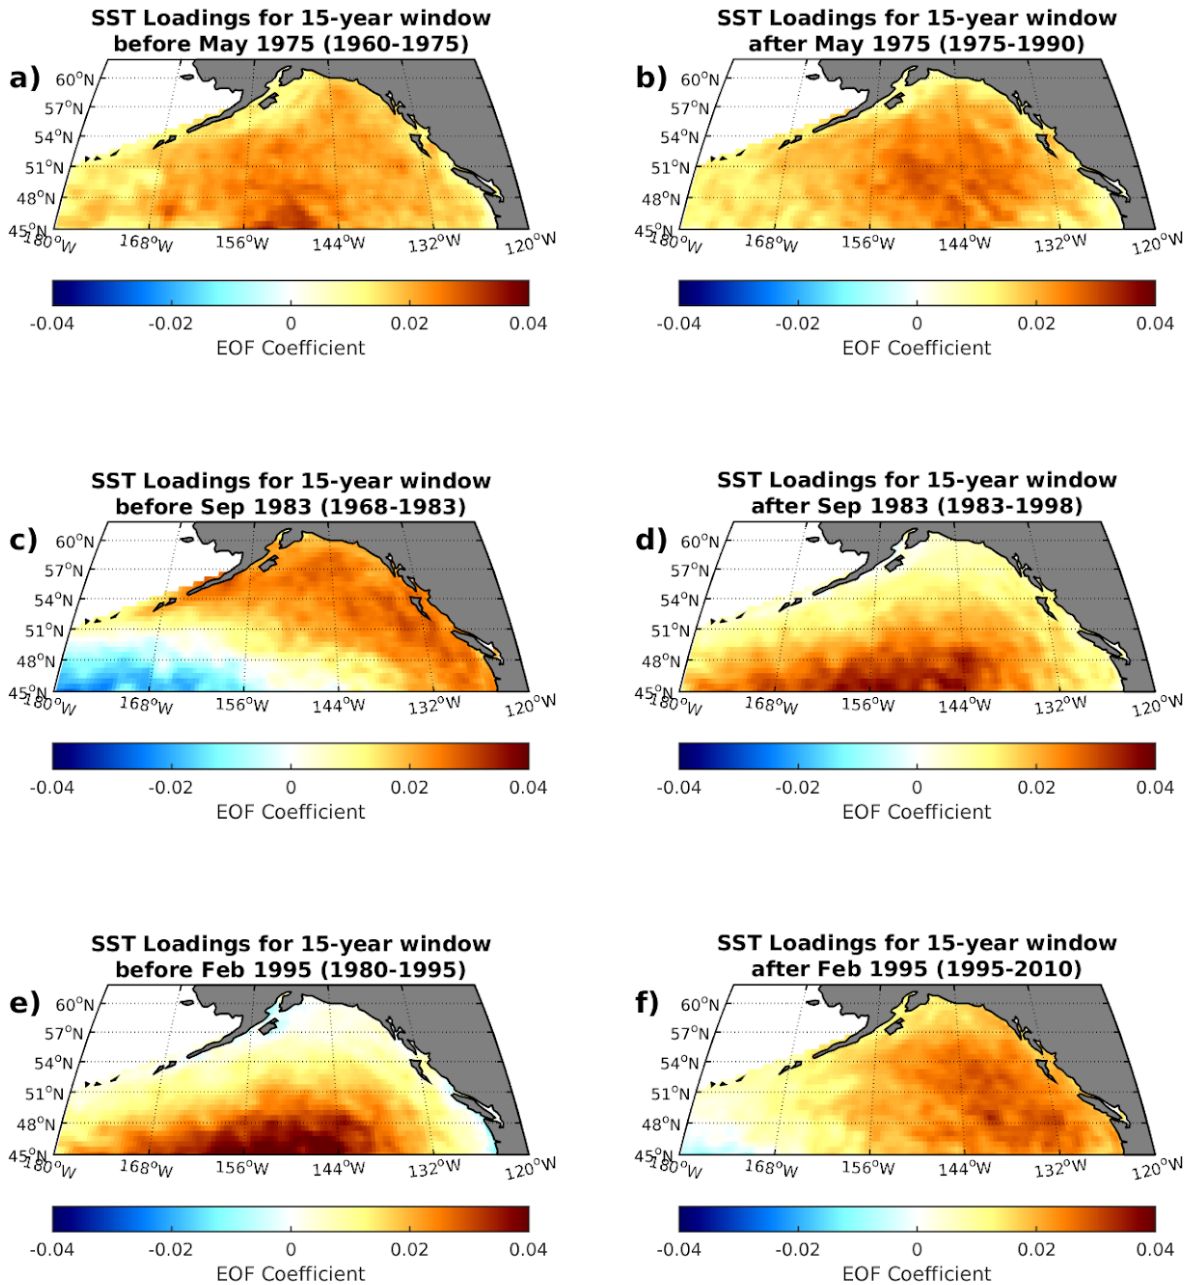 SST Loadings for 15-year window
before May 1975 (1960-1975)
a)
60°N
57°N
54°N
51°N
48°N
45°N
180°W
168°W
156°W
144°W
132°W
120°W
-0.04
-0.02
0
0.02
0.04
EOF Coefficient
SST Loadings for 15-year window
after May 1975 (1975-1990)
b)
60°N
57°N
54°N
51°N
48°N
45°N
180°W
168°W
156°W
144°W
132°W
120°W
-0.04
-0.02
0
0.02
0.04
EOF Coefficient
SST Loadings for 15-year window
before Sep 1983 (1968-1983)
c)
60°N
57°N
54°N
51°N
48°N
45°N
180°W
168°W
156°W
144°W
132°W
120°W
-0.04
-0.02
0
0.02
0.04
EOF Coefficient
SST Loadings for 15-year window
after Sep 1983 (1983-1998)
d)
60°N
57°N
54°N
51°N
48°N
45°N
180°W
168°W
156°W
144°W
132°W
120°W
-0.04
-0.02
0
0.02
0.04
EOF Coefficient
SST Loadings for 15-year window
before Feb 1995 (1980-1995)
e)
60°N
57°N
54°N
51°N
48°N
45°N
180°W
168°W
156°W
144°W
132°W
120°W
-0.04
-0.02
0
0.02
0.04
EOF Coefficient
SST Loadings for 15-year window
after Feb 1995 (1995-2010)
f)
60°N
57°N
54°N
51°N
48°N
45°N
180°W
168°W
156°W
144°W
132°W
120°W
-0.04
-0.02
0
0.02
0.04
EOF Coefficient